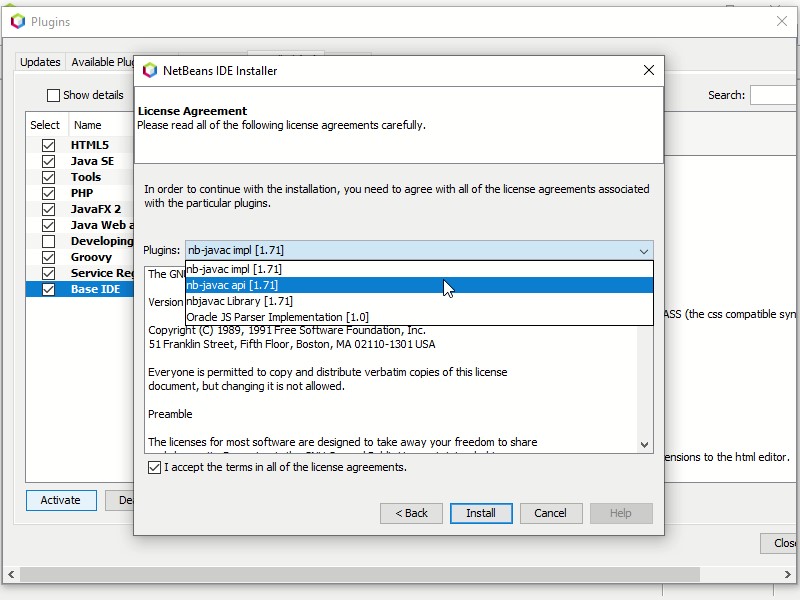 Plugins
Updates
Available Plug
Show details
Search:
Select
Name
HTML5
Java SE
Tools
PHP
JavaFX 2
Java Web a
Developing
Groovy
Service Reg
Base IDE
ASS (the css compatible syn
ensions to the html editor.
Activate
Dea
Close
NetBeans IDE Installer
License Agreement
Please read all of the following license agreements carefully.
In order to continue with the installation, you need to agree with all of the license agreements associated
with the particular plugins.
Plugins:
nb-javac impl [1.71]
nb-javac impl [1.71]
nb-javac api [1.71]
nbjavac Library [1.71]
Oracle JS Parser Implementation [1.0]
The GNU
Version
Copyright (C) 1989, 1991 Free Software Foundation, Inc.
51 Franklin Street, Fifth Floor, Boston, MA 02110-1301 USA
Everyone is permitted to copy and distribute verbatim copies of this license
document, but changing it is not allowed.
Preamble
The licenses for most software are designed to take away your freedom to share
I accept the terms in all of the license agreements.
< Back
Install
Cancel
Help